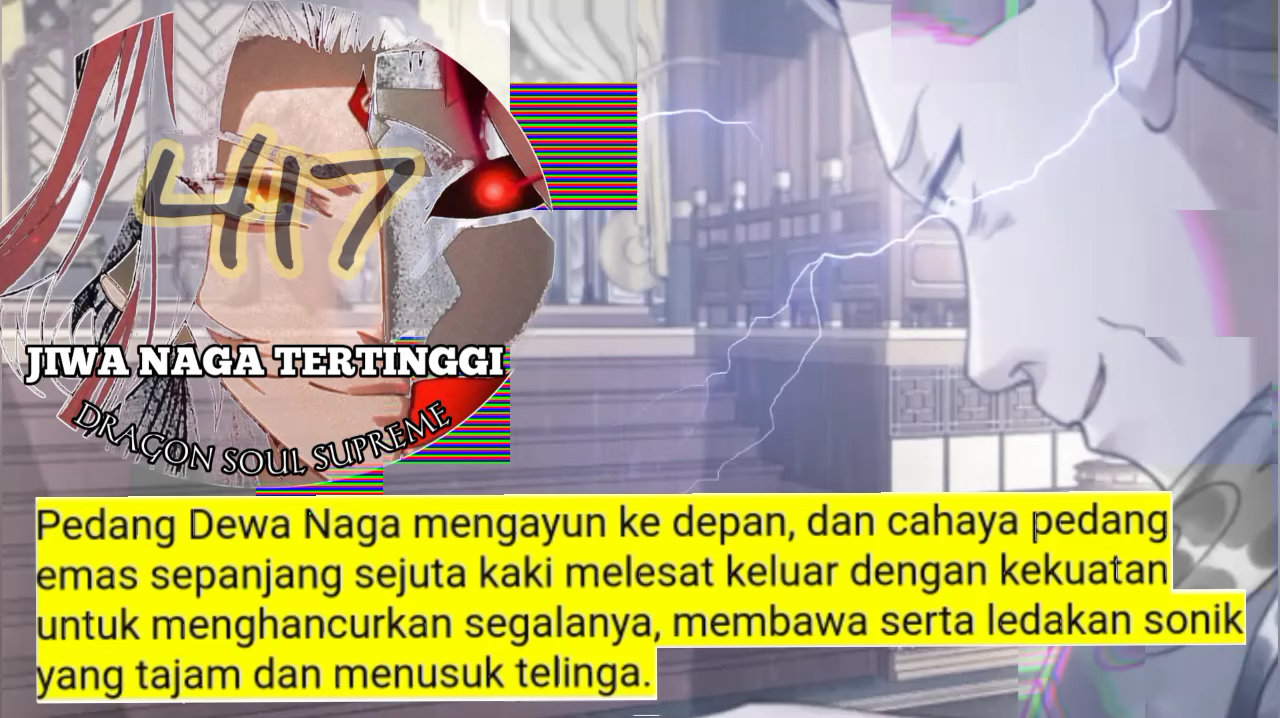 417
JIWA NAGA TERTINGGI
DRAGON SOUL SUPREME
Pedang Dewa Naga mengayun ke depan, dan cahaya pedang
emas sepanjang sejuta kaki melesat keluar dengan kekuatan
untuk menghancurkan segalanya, membawa serta ledakan sonik
yang tajam dan menusuk telinga.